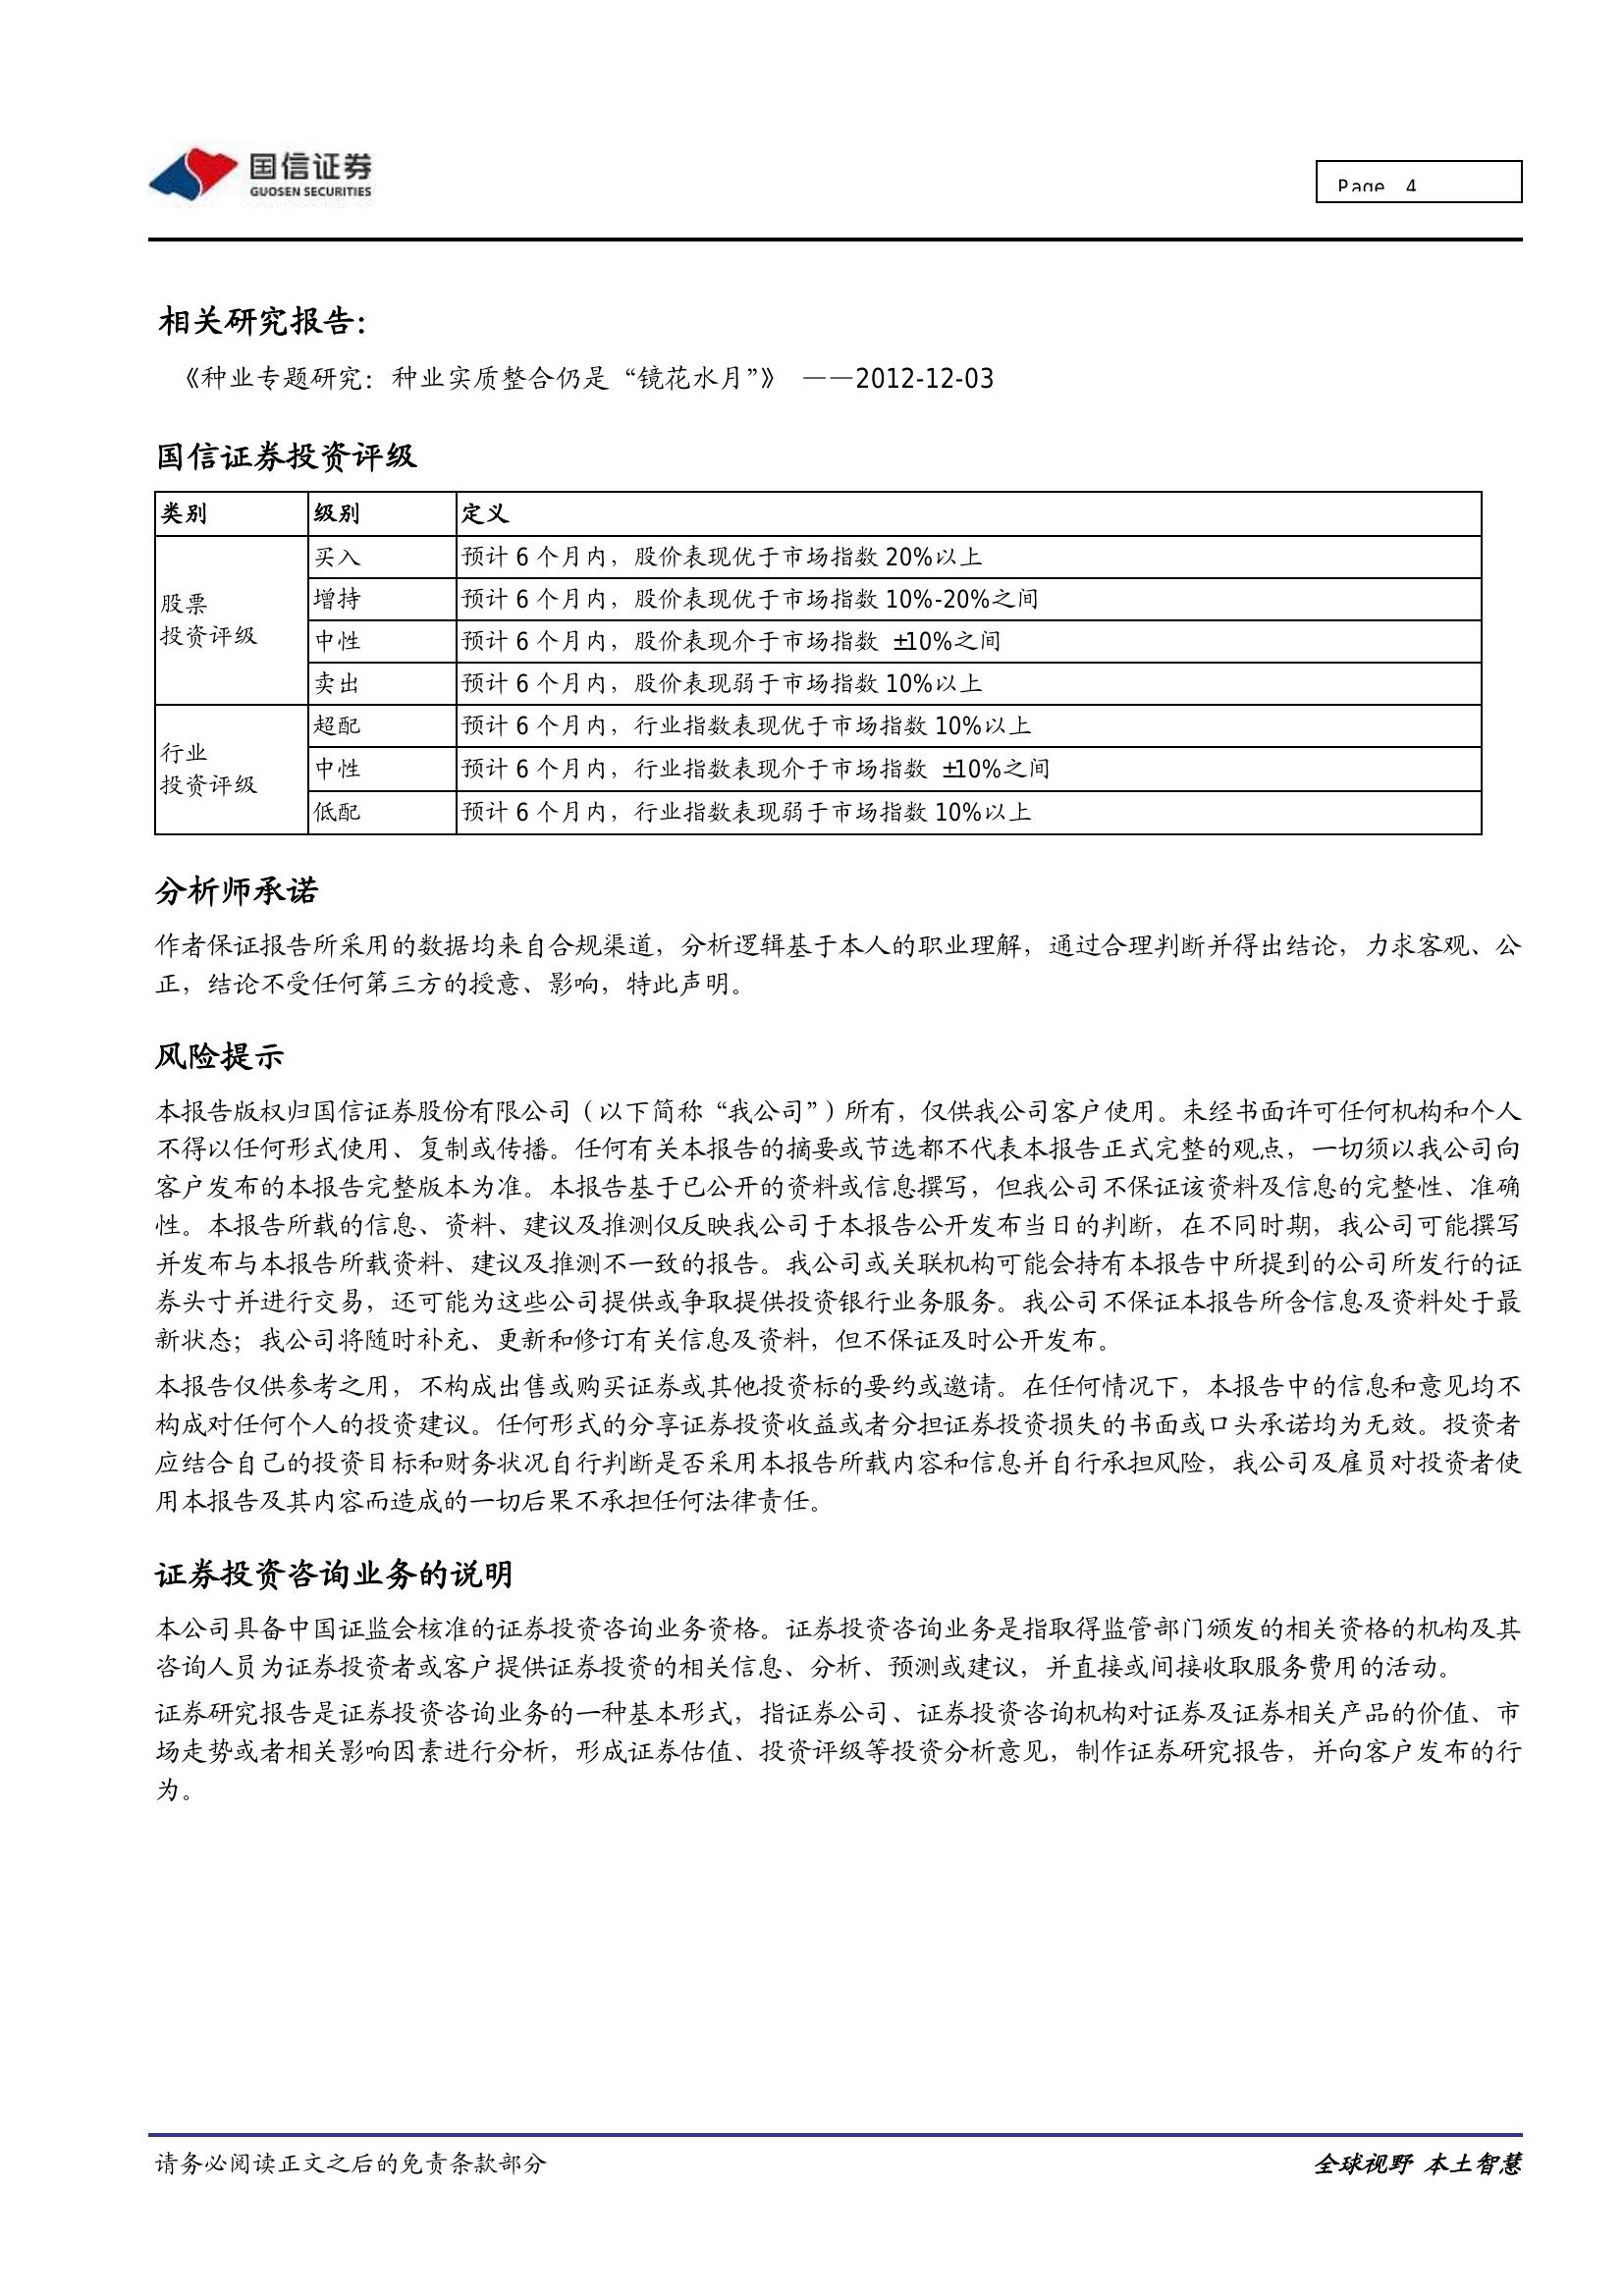 国信证券
GUOSEN SECURITIES
Page 4
相关研究报告：
《种业专题研究：种业实质整合仍是“镜花水月”》 ——2012-12-03
国信证券投资评级
类别 级别 定义
股票
投资评级
买入 预计 6 个月内，股价表现优于市场指数 20%以上
增持 预计 6 个月内，股价表现优于市场指数 10%-20%之间
中性 预计 6 个月内，股价表现介于市场指数 ±10%之间
卖出 预计 6 个月内，股价表现弱于市场指数 10%以上
行业
投资评级
超配 预计 6 个月内，行业指数表现优于市场指数 10%以上
中性 预计 6 个月内，行业指数表现介于市场指数 ±10%之间
低配 预计 6 个月内，行业指数表现弱于市场指数 10%以上
分析师承诺
作者保证报告所采用的数据均来自合规渠道，分析逻辑基于本人的职业理解，通过合理判断并得出结论，力求客观、公
正，结论不受任何第三方的授意、影响，特此声明。
风险提示
本报告版权归国信证券股份有限公司（以下简称“我公司”）所有，仅供我公司客户使用。未经书面许可任何机构和个人
不得以任何形式使用、复制或传播。任何有关本报告的摘要或节选都不代表本报告正式完整的观点，一切须以我公司向
客户发布的本报告完整版本为准。本报告基于已公开的资料或信息撰写，但我公司不保证该资料及信息的完整性、准确
性。本报告所载的信息、资料、建议及推测仅反映我公司于本报告公开发布当日的判断，在不同时期，我公司可能撰写
并发布与本报告所载资料、建议及推测不一致的报告。我公司或关联机构可能会持有本报告中所提到的公司所发行的证
券头寸并进行交易，还可能为这些公司提供或争取提供投资银行业务服务。我公司不保证本报告所含信息及资料处于最
新状态；我公司将随时补充、更新和修订有关信息及资料，但不保证及时公开发布。
本报告仅供参考之用，不构成出售或购买证券或其他投资标的要约或邀请。在任何情况下，本报告中的信息和意见均不
构成对任何个人的投资建议。任何形式的分享证券投资收益或者分担证券投资损失的书面或口头承诺均为无效。投资者
应结合自己的投资目标和财务状况自行判断是否采用本报告所载内容和信息并自行承担风险，我公司及雇员对投资者使
用本报告及其内容而造成的一切后果不承担任何法律责任。
证券投资咨询业务的说明
本公司具备中国证监会核准的证券投资咨询业务资格。证券投资咨询业务是指取得监管部门颁发的相关资格的机构及其
咨询人员为证券投资者或客户提供证券投资的相关信息、分析、预测或建议，并直接或间接收取服务费用的活动。
证券研究报告是证券投资咨询业务的一种基本形式，指证券公司、证券投资咨询机构对证券及证券相关产品的价值、市
场走势或者相关影响因素进行分析，形成证券估值、投资评级等投资分析意见，制作证券研究报告，并向客户发布的行
为。
请务必阅读正文之后的免责条款部分
全球视野 本土智慧